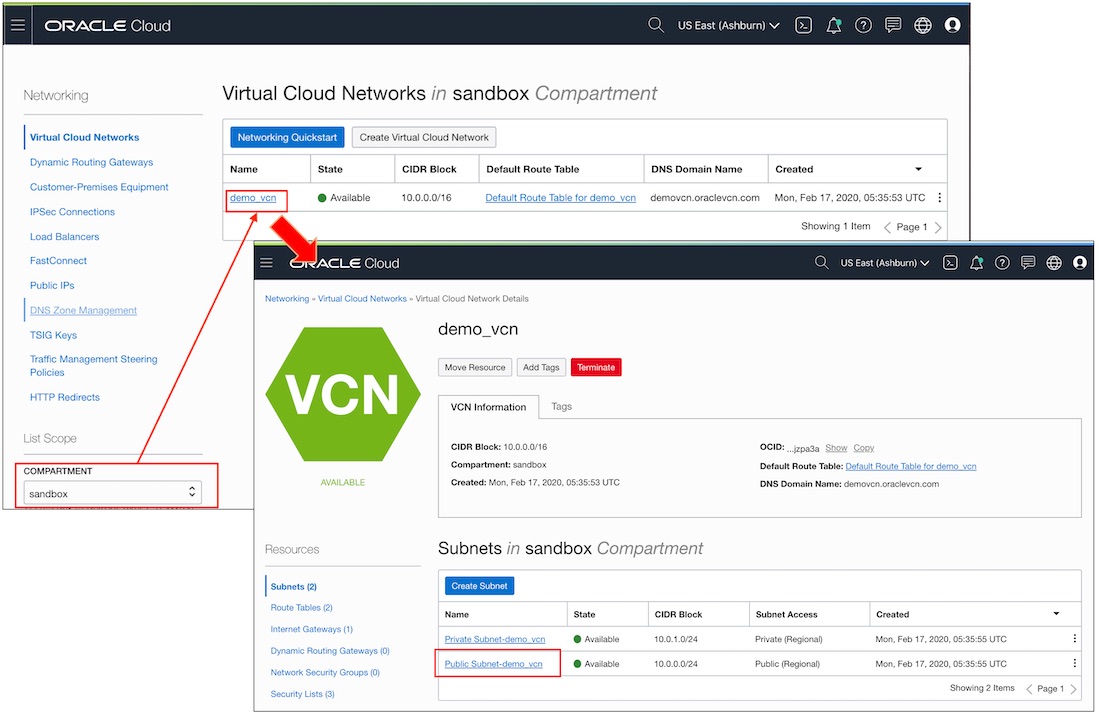 ORACLE Cloud
US East (Ashburn)
Networking
Virtual Cloud Networks
Dynamic Routing Gateways
Customer-Premises Equipment
IPSec Connections
Load Balancers
FastConnect
Public IPs
DNS Zone Management
TSIG Keys
Traffic Management Steering
Policies
HTTP Redirects
List Scope
COMPARTMENT
sandbox
Virtual Cloud Networks in sandbox Compartment
Networking Quickstart Create Virtual Cloud Network
Name State CIDR Block Default Route Table DNS Domain Name Created
demo_vcn Available 10.0.0.0/16 Default Route Table for demo_vcn demovcn.oraclevcn.com Mon, Feb 17, 2020, 05:35:53 UTC
Showing 1 Item Page 1
ORACLE Cloud
US East (Ashburn)
Networking » Virtual Cloud Networks » Virtual Cloud Network Details
VCN
AVAILABLE
demo_vcn
Move Resource Add Tags Terminate
VCN Information Tags
CIDR Block: 10.0.0.0/16
Compartment: sandbox
Created: Mon, Feb 17, 2020, 05:35:53 UTC
OCID: ...jzpa3a Show Copy
Default Route Table: Default Route Table for demo_vcn
DNS Domain Name: demovcn.oraclevcn.com
Resources
Subnets (2)
Route Tables (2)
Internet Gateways (1)
Dynamic Routing Gateways (0)
Network Security Groups (0)
Security Lists (3)
Subnets in sandbox Compartment
Create Subnet
Name State CIDR Block Subnet Access Created
Private Subnet-demo_vcn Available 10.0.1.0/24 Private (Regional) Mon, Feb 17, 2020, 05:35:55 UTC
Public Subnet-demo_vcn Available 10.0.0.0/24 Public (Regional) Mon, Feb 17, 2020, 05:35:55 UTC
Showing 2 Items Page 1